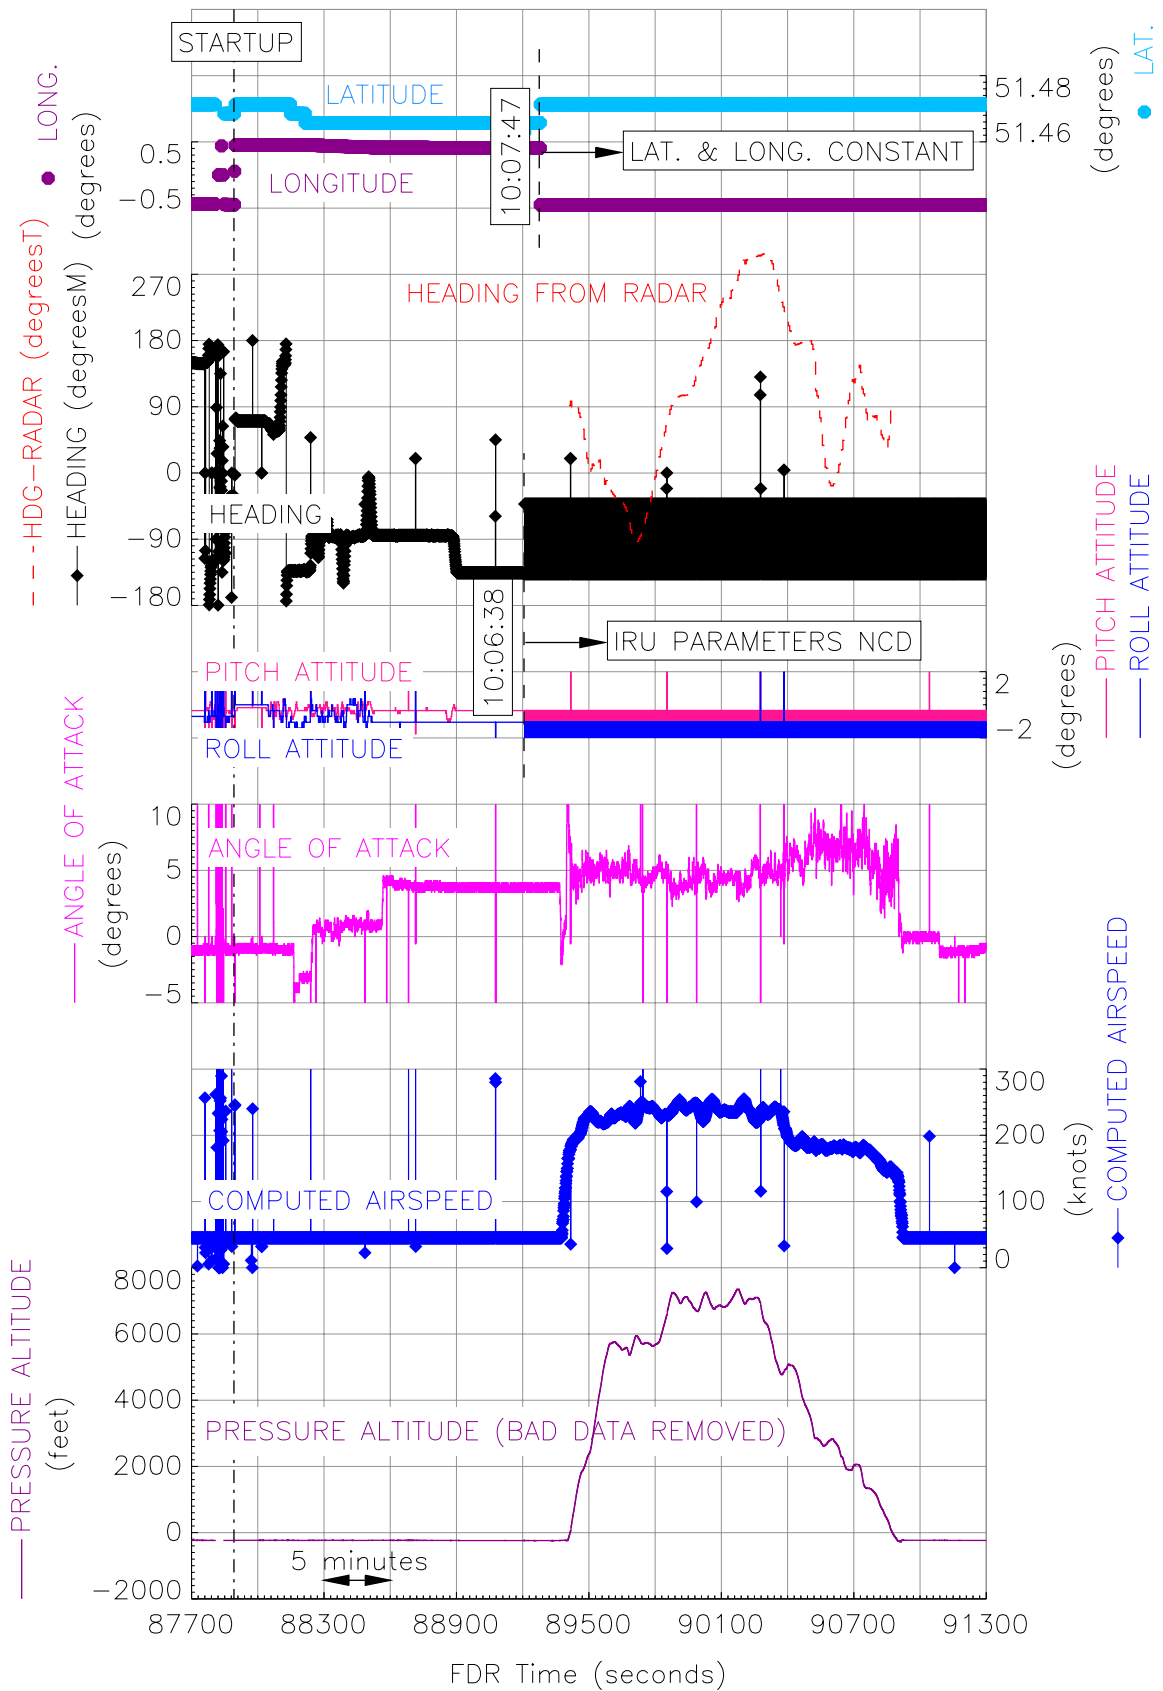 STARTUP
LATITUDE
LONGITUDE
10:07:47
LAT. & LONG. CONSTANT
51.48
51.46
(degrees)
LAT.
LONG.
(degrees)
0.5
−0.5
HDG−RADAR (degreesT)
HEADING (degreesM)
270
180
90
0
−90
−180
HEADING FROM RADAR
HEADING
10:06:38
IRU PARAMETERS NCD
PITCH ATTITUDE
ROLL ATTITUDE
2
−2
(degrees)
PITCH ATTITUDE
ROLL ATTITUDE
ANGLE OF ATTACK
(degrees)
10
5
0
−5
ANGLE OF ATTACK
300
200
100
0
(knots)
COMPUTED AIRSPEED
COMPUTED AIRSPEED
PRESSURE ALTITUDE
(feet)
8000
6000
4000
2000
0
−2000
PRESSURE ALTITUDE (BAD DATA REMOVED)
5 minutes
87700 88300 88900 89500 90100 90700 91300
FDR Time (seconds)